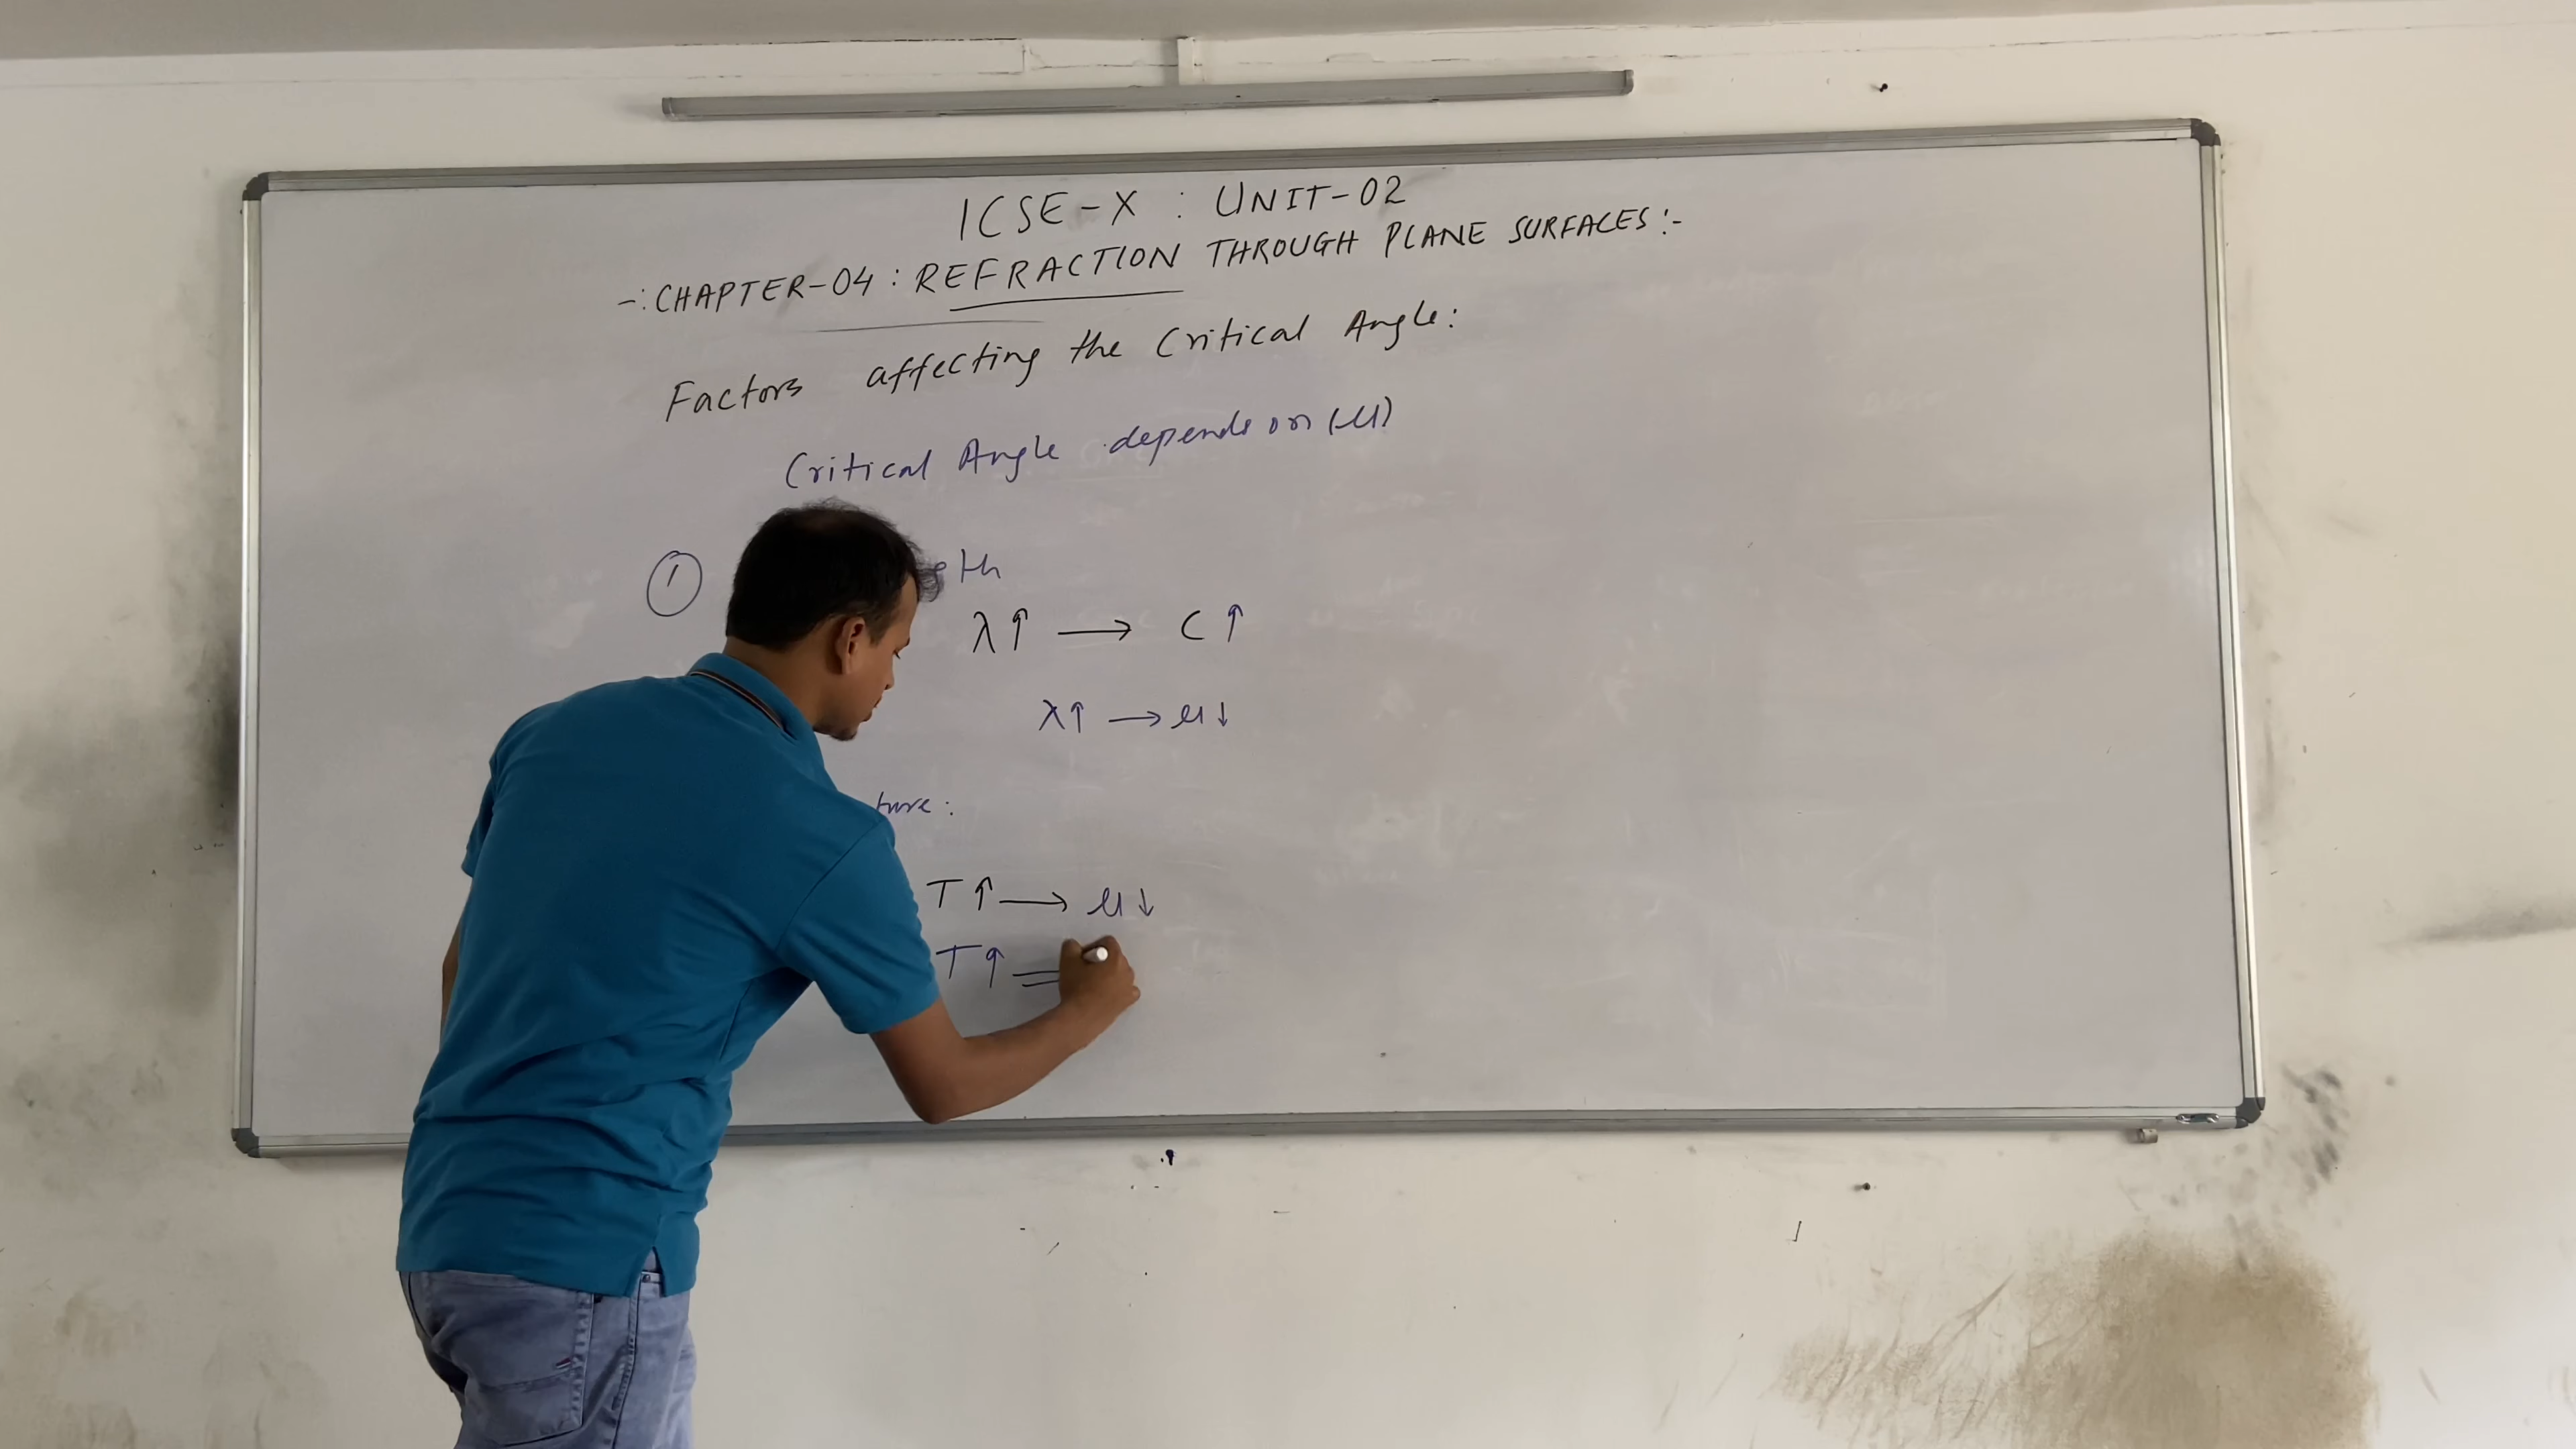 ICSE-X : UNIT-02
-:CHAPTER-04: REFRACTION THROUGH PLANE SURFACES:-
Factors affecting the Critical Angle:
Critical Angle depends on (μ)
①
λ↑ → C↑
λ↑ → μ↓
T↑ → μ↓
T↑